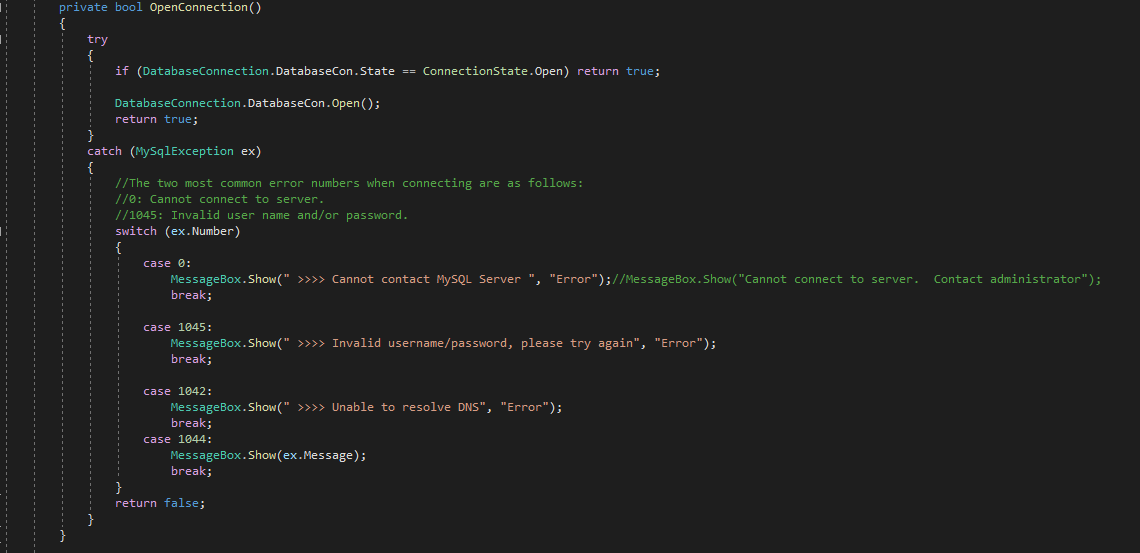 private bool OpenConnection()
{
try
{
if (DatabaseConnection.DatabaseCon.State == ConnectionState.Open) return true;
DatabaseConnection.DatabaseCon.Open();
return true;
}
catch (MySqlException ex)
{
//The two most common error numbers when connecting are as follows:
//0: Cannot connect to server.
//1045: Invalid user name and/or password.
switch (ex.Number)
{
case 0:
MessageBox.Show(" >>>> Cannot contact MySQL Server ", "Error");//MessageBox.Show("Cannot connect to server.  Contact administrator");
break;
case 1045:
MessageBox.Show(" >>>> Invalid username/password, please try again", "Error");
break;
case 1042:
MessageBox.Show(" >>>> Unable to resolve DNS", "Error");
break;
case 1044:
MessageBox.Show(ex.Message);
break;
}
return false;
}
}